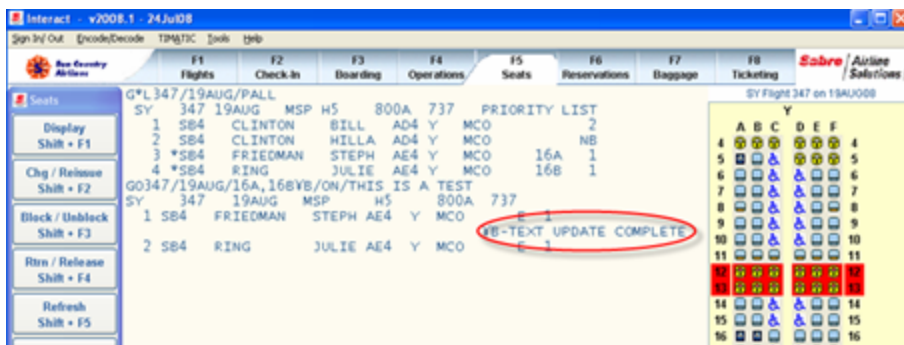 Interact - v2008.1 - 24Jul08
Sign In/Out Encode/Decode TIMATIC Tools Help
Sun Country Airlines
F1 Flights
F2 Check-In
F3 Boarding
F4 Operations
F5 Seats
F6 Reservations
F7 Baggage
F8 Ticketing
Sabre Airline Solutions
Seats
Display
Shift + F1
Chg / Reissue
Shift + F2
Block / Unblock
Shift + F3
Rtrn / Release
Shift + F4
Refresh
Shift + F5
G*L347/19AUG/PALL
SY 347 19AUG MSP H5 800A 737 PRIORITY LIST
1 SB4 CLINTON BILL AD4 Y MCO 2
2 SB4 CLINTON HILLA AD4 Y MCO NB
3 *SB4 FRIEDMAN STEPH AE4 Y MCO 16A 1
4 *SB4 RING JULIE AE4 Y MCO 16B 1
GO347/19AUG/16A,16B¥B/ON/THIS IS A TEST
SY 347 19AUG MSP H5 800A 737
1 SB4 FRIEDMAN STEPH AE4 Y MCO E 1
¥B-TEXT UPDATE COMPLETE
2 SB4 RING JULIE AE4 Y MCO E 1
SY Flight 347 on 19AUG08
Y
A B C D E F
4 4
5 5
6 6
7 7
8 8
9 9
10 10
11 11
12 12
13 13
14 14
15 15
16 16